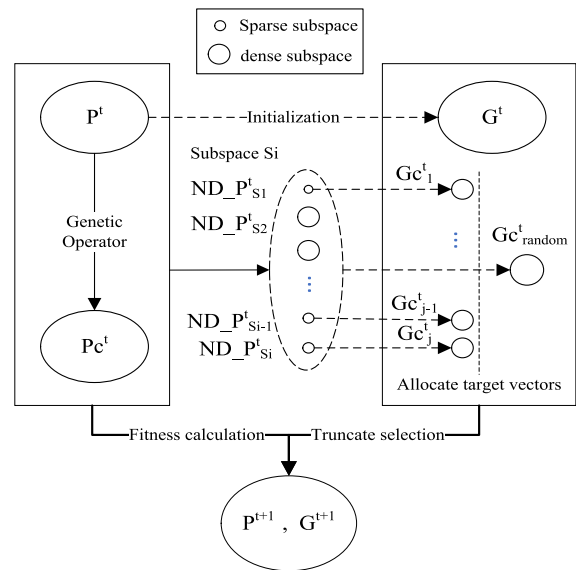 Sparse subspace
dense subspace
P^t
Initialization
G^t
Subspace Si
ND_P^t_S1
Gc^t_1
ND_P^t_S2
Genetic
Operator
...
...
Gc^t_random
Pc^t
ND_P^t_Si-1
Gc^t_j-1
ND_P^t_Si
Gc^t_j
Allocate target vectors
Fitness calculation
Truncate selection
P^t+1 , G^t+1